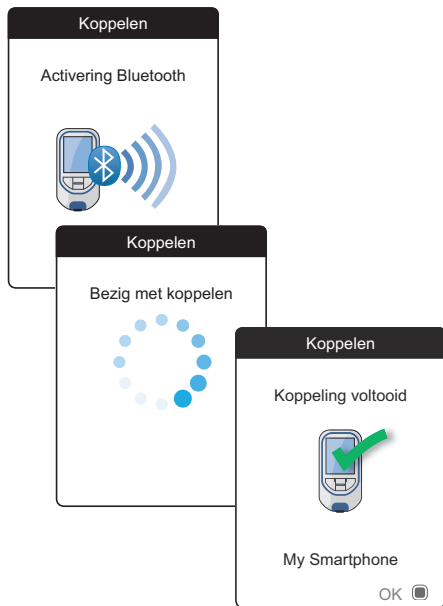 Koppelen
Activering Bluetooth
Koppelen
Bezig met koppelen
Koppelen
Koppeling voltooid
My Smartphone
OK